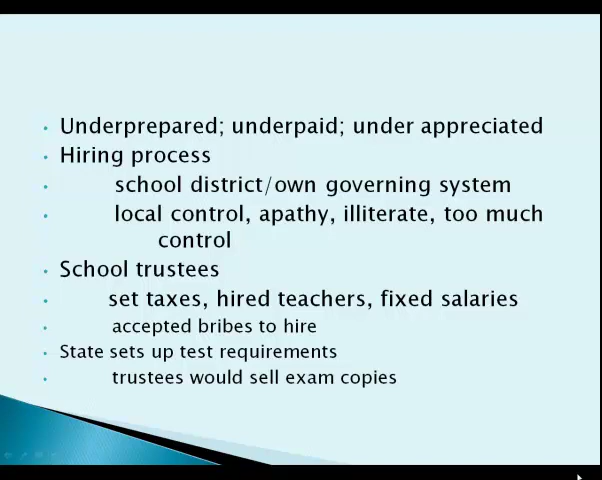 Underprepared; underpaid; under appreciated
Hiring process
school district/own governing system
local control, apathy, illiterate, too much
control
School trustees
set taxes, hired teachers, fixed salaries
accepted bribes to hire
State sets up test requirements
trustees would sell exam copies